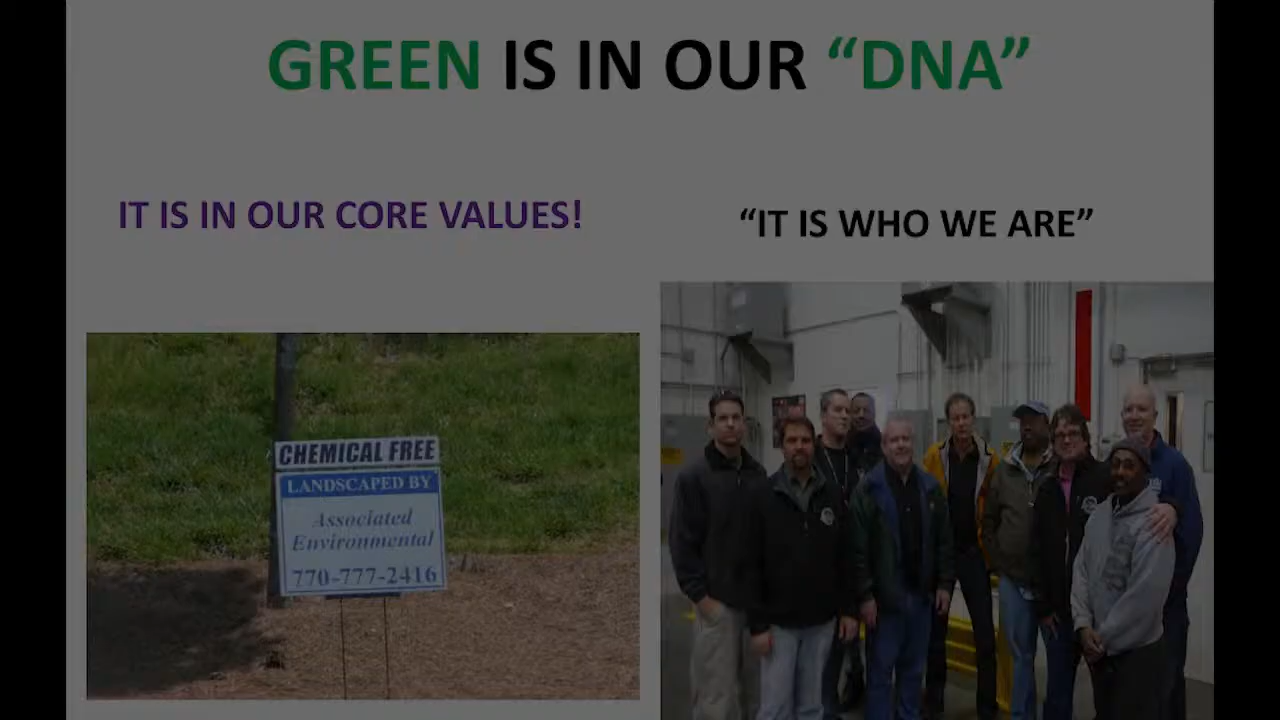 GREEN IS IN OUR “DNA”
IT IS IN OUR CORE VALUES!
“IT IS WHO WE ARE”
CHEMICAL FREE
LANDSCAPED BY
Associated
Environmental
770-777-2416